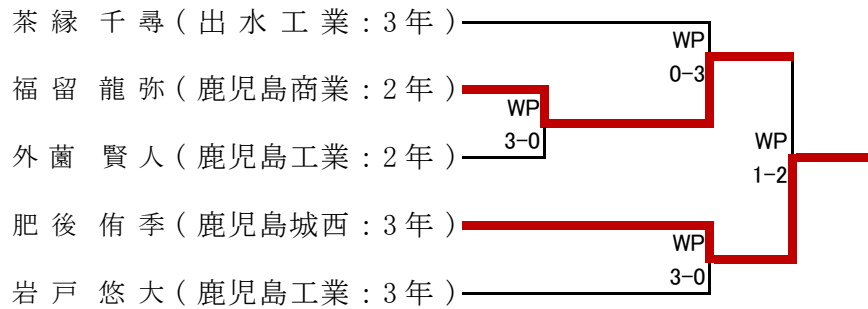 茶縁 千尋(出水工業:3年)
WP
0-3
福留 龍弥(鹿児島商業:2年)
WP
3-0
外薗 賢人(鹿児島工業:2年)
WP
1-2
肥後 侑季(鹿児島城西:3年)
WP
3-0
岩戸 悠大(鹿児島工業:3年)